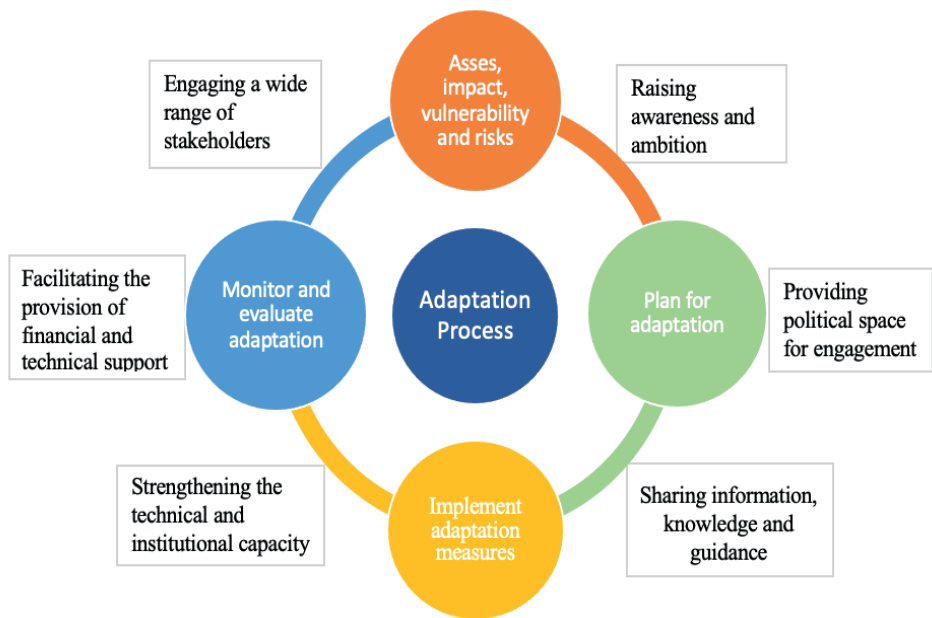 Asses,
impact,
vulnerability
and risks
Engaging a wide
range of
stakeholders
Raising
awareness and
ambition
Monitor and
evaluate
adaptation
Adaptation
Process
Plan for
adaptation
Facilitating the
provision of
financial and
technical support
Providing
political space
for engagement
Strengthening the
technical and
institutional capacity
Implement
adaptation
measures
Sharing information,
knowledge and
guidance